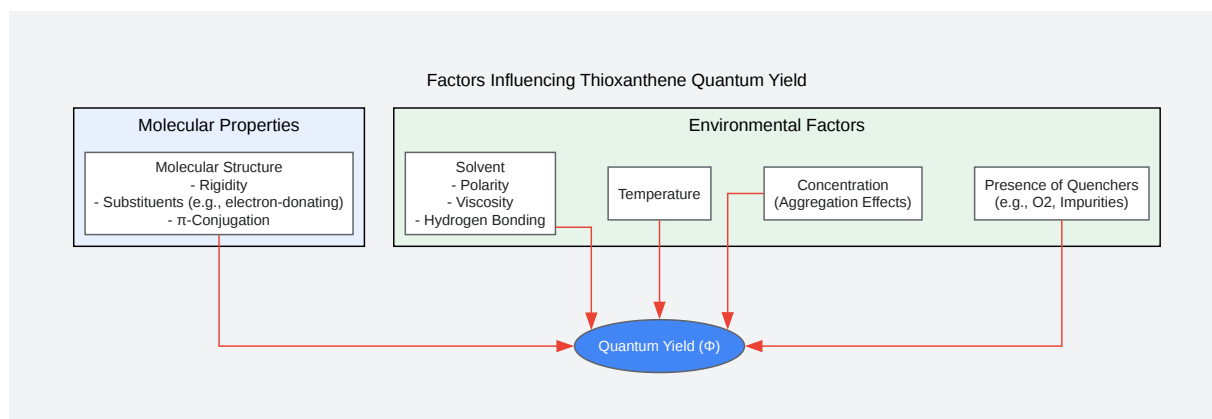 Factors Influencing Thioxanthene Quantum Yield
Molecular Properties
Molecular Structure
- Rigidity
- Substituents (e.g., electron-donating)
- π-Conjugation
Environmental Factors
Solvent
- Polarity
- Viscosity
- Hydrogen Bonding
Temperature
Concentration
(Aggregation Effects)
Presence of Quenchers
(e.g., O2, Impurities)
Quantum Yield (Φ)